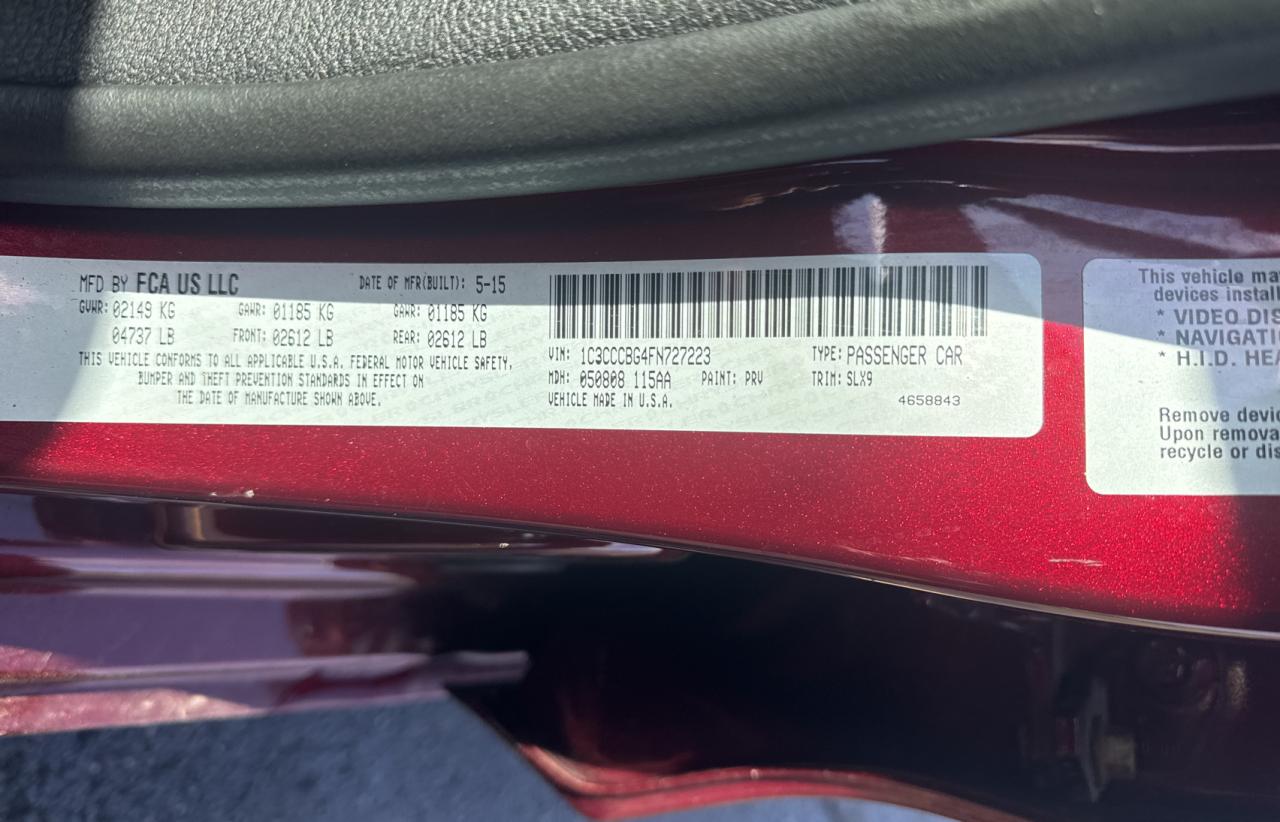 MFD BY FCA US LLC DATE OF MFR(BUILT): 5-15
GVWR: 02149 KG GAWR: 01185 KG GAWR: 01185 KG
04737 LB FRONT: 02612 LB REAR: 02612 LB
THIS VEHICLE CONFORMS TO ALL APPLICABLE U.S.A. FEDERAL MOTOR VEHICLE SAFETY,
BUMPER AND THEFT PREVENTION STANDARDS IN EFFECT ON
THE DATE OF MANUFACTURE SHOWN ABOVE.
VIN: 1C3CCCBG4FN727223 TYPE: PASSENGER CAR
MDH: 050808 115AA PAINT: PRV TRIM: SLX9
VEHICLE MADE IN U.S.A. 4658843
This vehicle ma
devices install
* VIDEO DIS
* NAVIGATIO
* H.I.D. HEA
Remove devic
Upon remova
recycle or dis